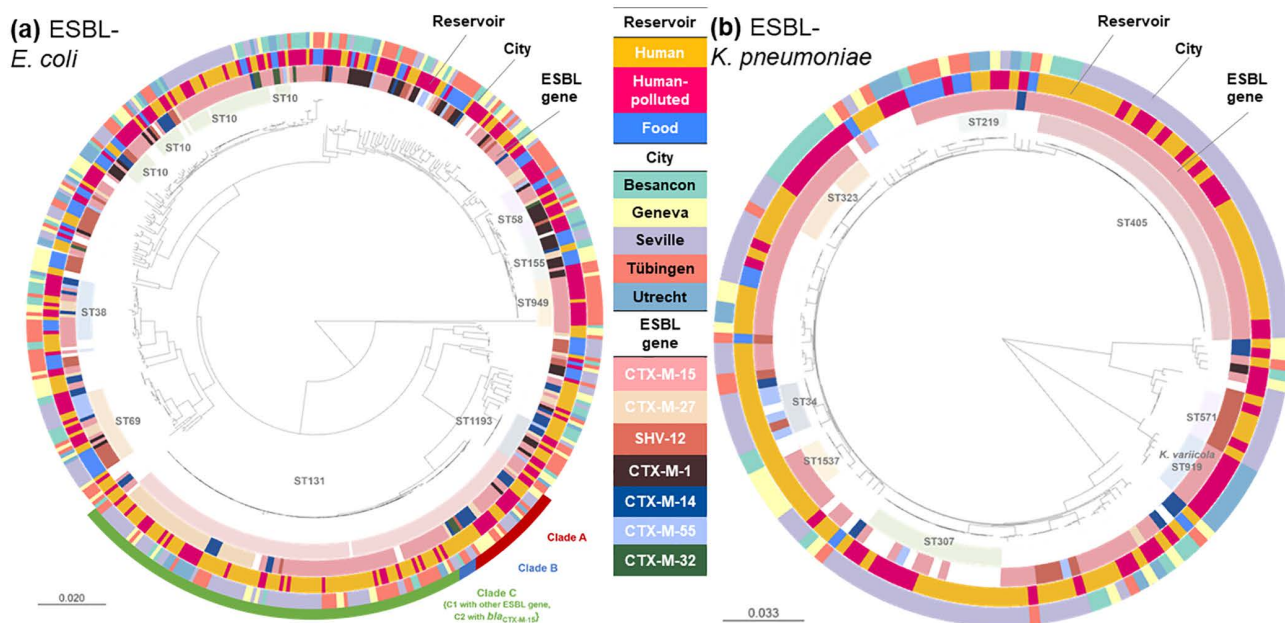 (a) ESBL-
E. coli
Reservoir
City
ESBL
gene
ST10
ST10
ST10
ST10
ST58
ST155
ST949
ST38
ST69
ST1193
ST131
Clade A
Clade B
Clade C
(C1 with other ESBL gene,
C2 with blaCTX-M-15)
0.020
Reservoir
Human
Human-
polluted
Food
City
Besancon
Geneva
Seville
Tübingen
Utrecht
ESBL
gene
CTX-M-15
CTX-M-27
SHV-12
CTX-M-1
CTX-M-14
CTX-M-55
CTX-M-32
(b) ESBL-
K. pneumoniae
Reservoir
City
ESBL
gene
ST219
ST323
ST405
ST34
ST1537
ST307
ST571
K. variicola
ST919
0.033